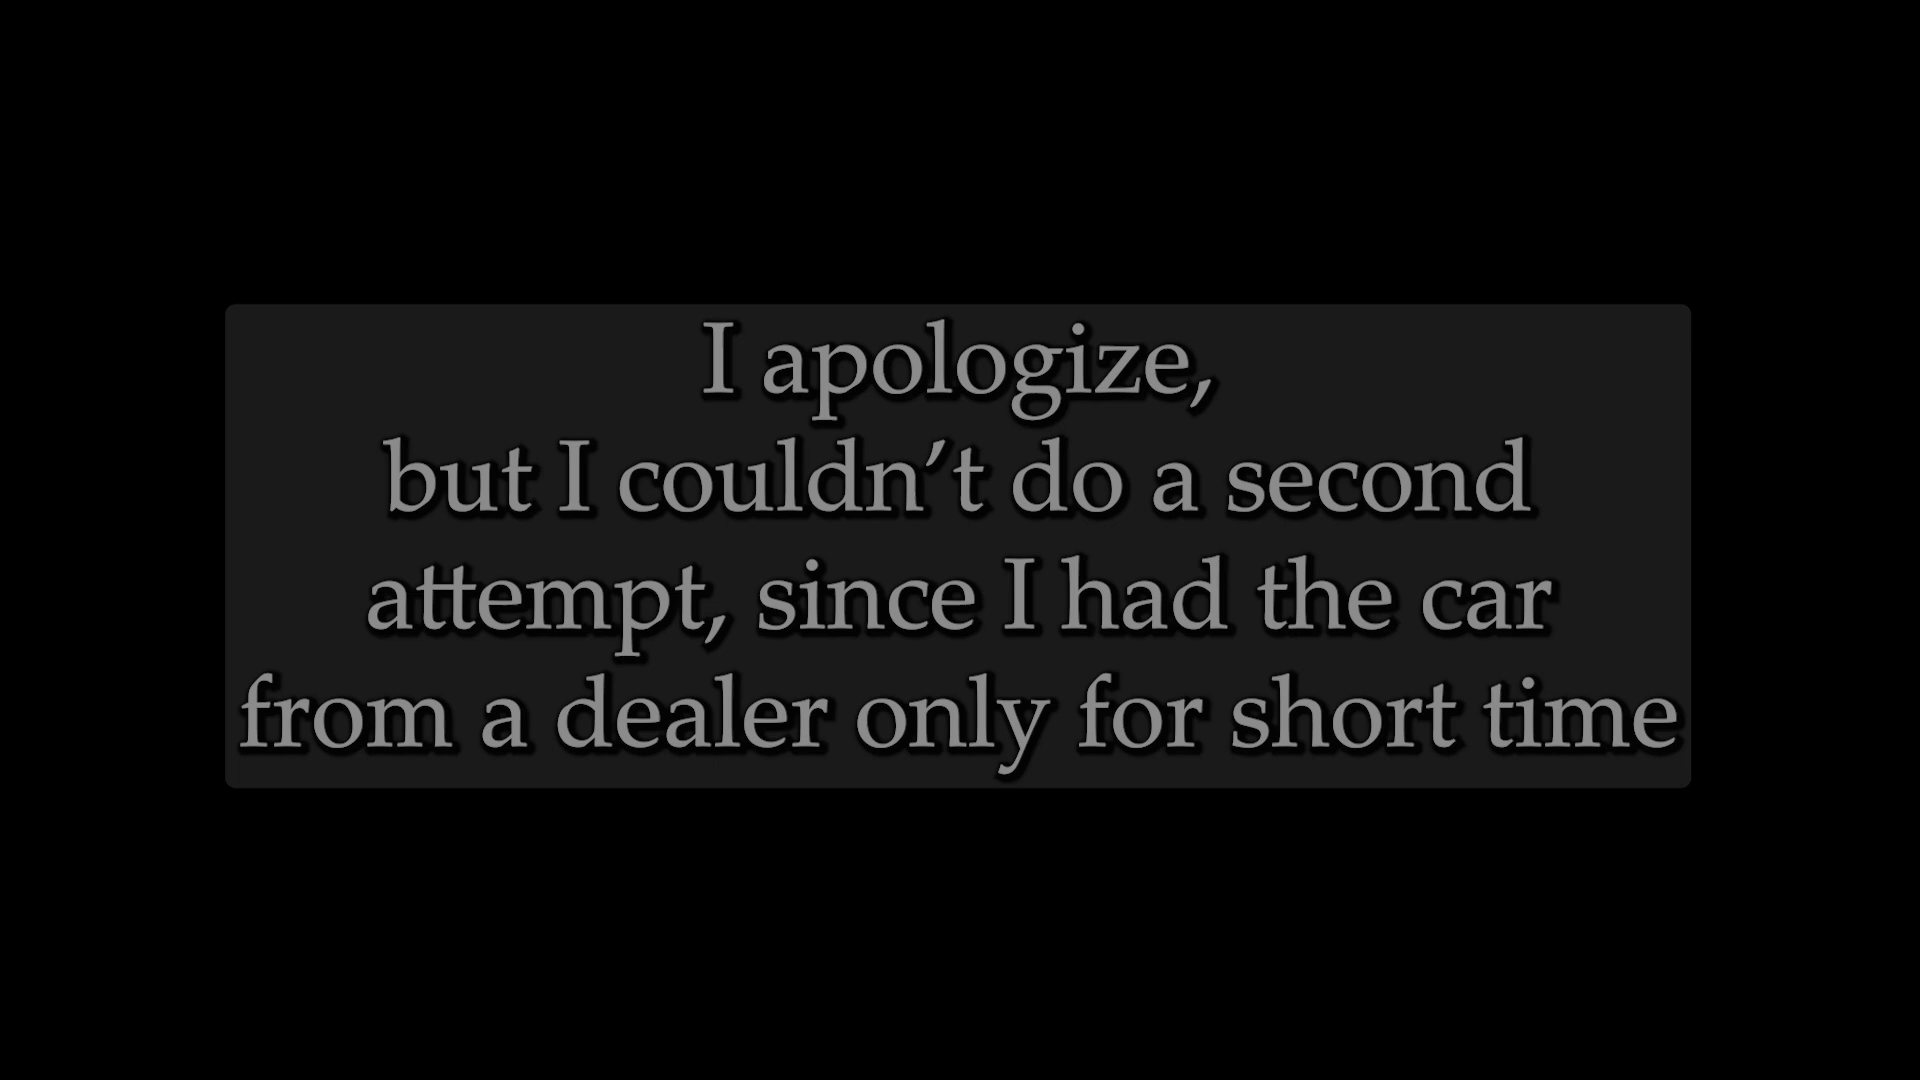 I apologize,
but I couldn’t do a second
attempt, since I had the car
from a dealer only for short time